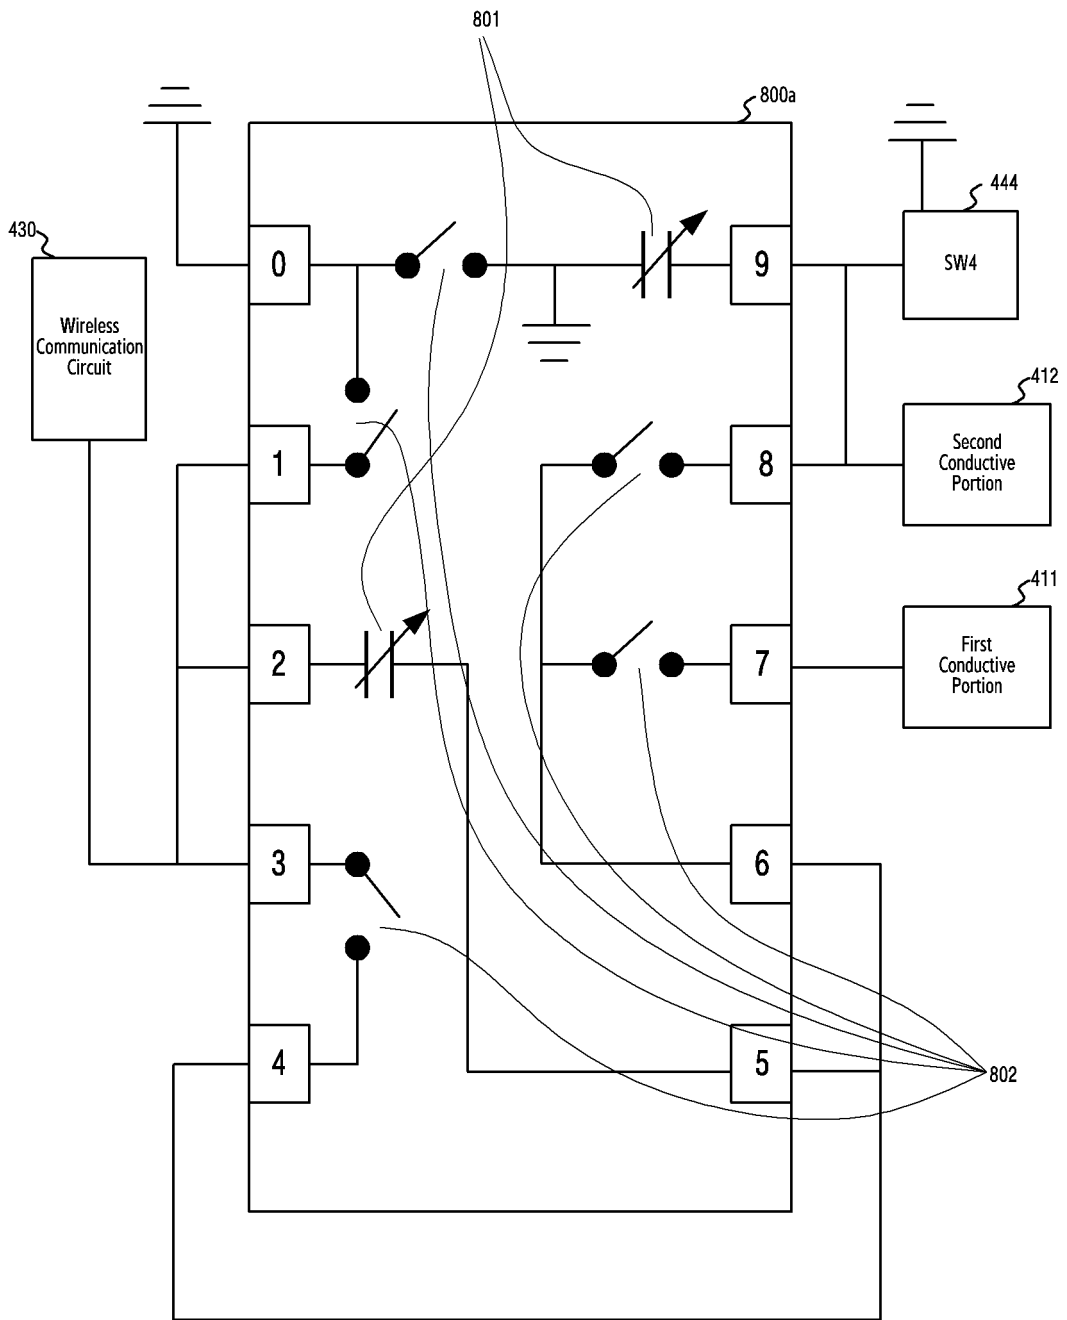 801
800a
444
430
0
9
SW4
Wireless
Communication
Circuit
412
1
8
Second
Conductive
Portion
411
2
7
First
Conductive
Portion
3
6
4
5
802